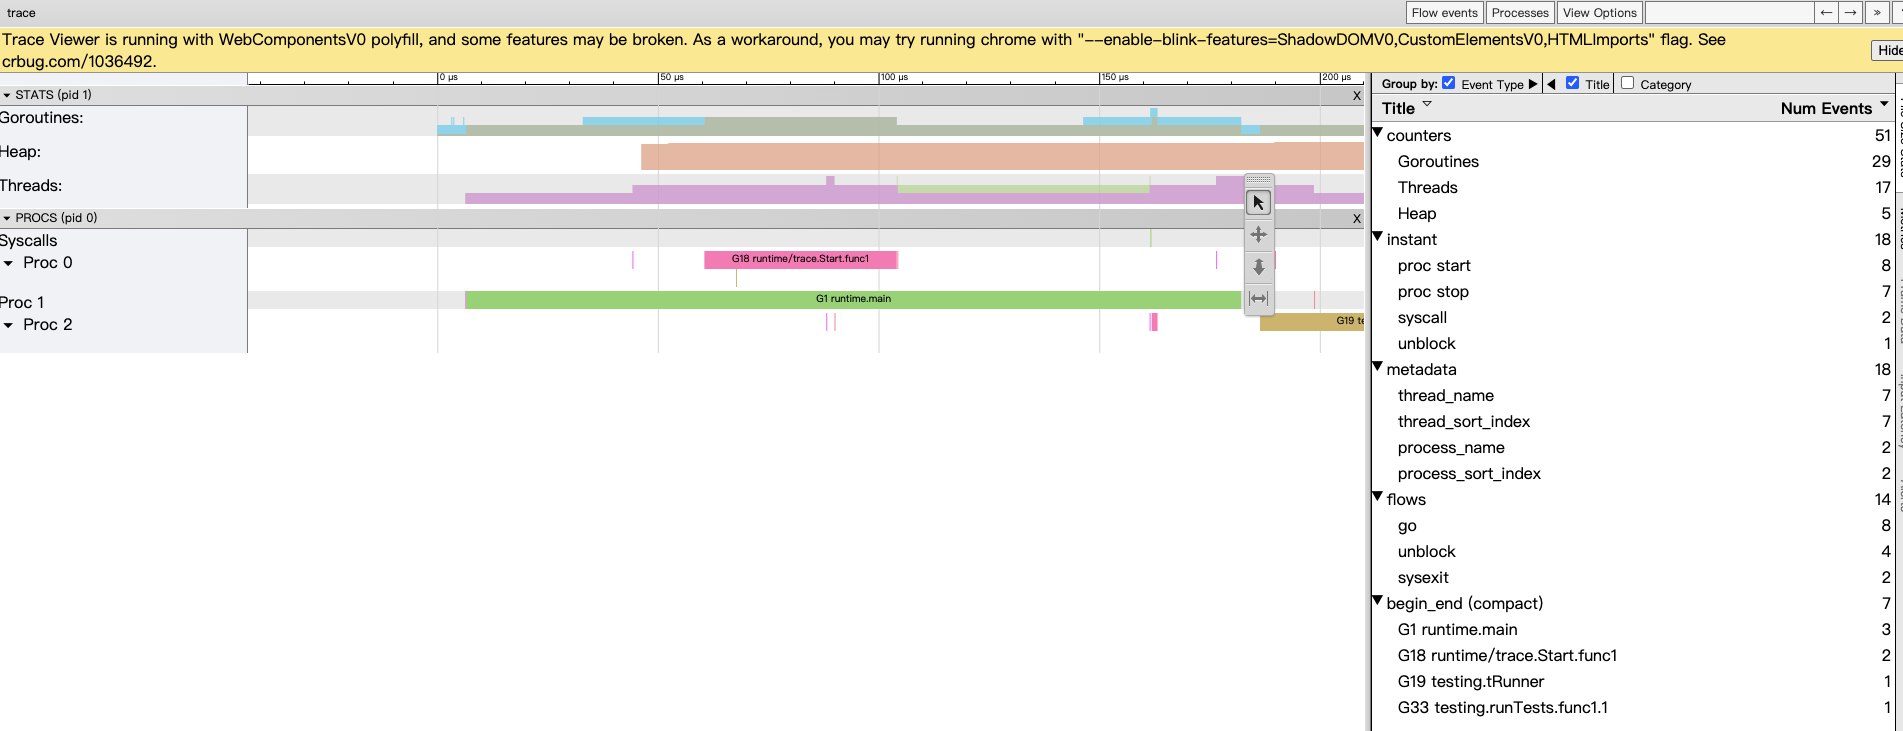 trace
Flow events Processes View Options ← → »
Trace Viewer is running with WebComponentsV0 polyfill, and some features may be broken. As a workaround, you may try running chrome with "--enable-blink-features=ShadowDOMV0,CustomElementsV0,HTMLImports" flag. See
crbug.com/1036492.
Hide
0 µs 50 µs 100 µs 150 µs 200 µs
STATS (pid 1) X
Goroutines:
Heap:
Threads:
PROCS (pid 0) X
Syscalls
Proc 0
G18 runtime/trace.Start.func1
Proc 1
G1 runtime.main
Proc 2
G19 te
Group by: Event Type Title Category
Title Num Events
counters 51
Goroutines 29
Threads 17
Heap 5
instant 18
proc start 8
proc stop 7
syscall 2
unblock 1
metadata 18
thread_name 7
thread_sort_index 7
process_name 2
process_sort_index 2
flows 14
go 8
unblock 4
sysexit 2
begin_end (compact) 7
G1 runtime.main 3
G18 runtime/trace.Start.func1 2
G19 testing.tRunner 1
G33 testing.runTests.func1.1 1